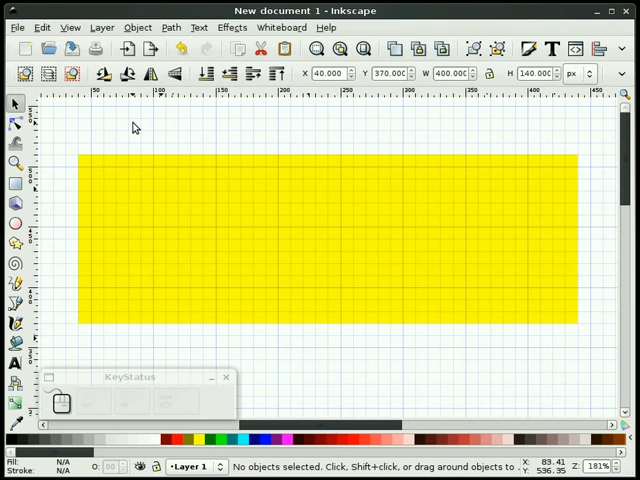 New document 1 - Inkscape
File Edit View Layer Object Path Text Effects Whiteboard Help
X 40.000 Y 370.000 W 400.000 H 140.000 px
50 100 150 200 250 300 350 400 450
KeyStatus
Fill: N/A O: Layer 1 No objects selected. Click, Shift+click, or drag around objects to X: 83.41 Z: 181%
Stroke: N/A Y: 536.35